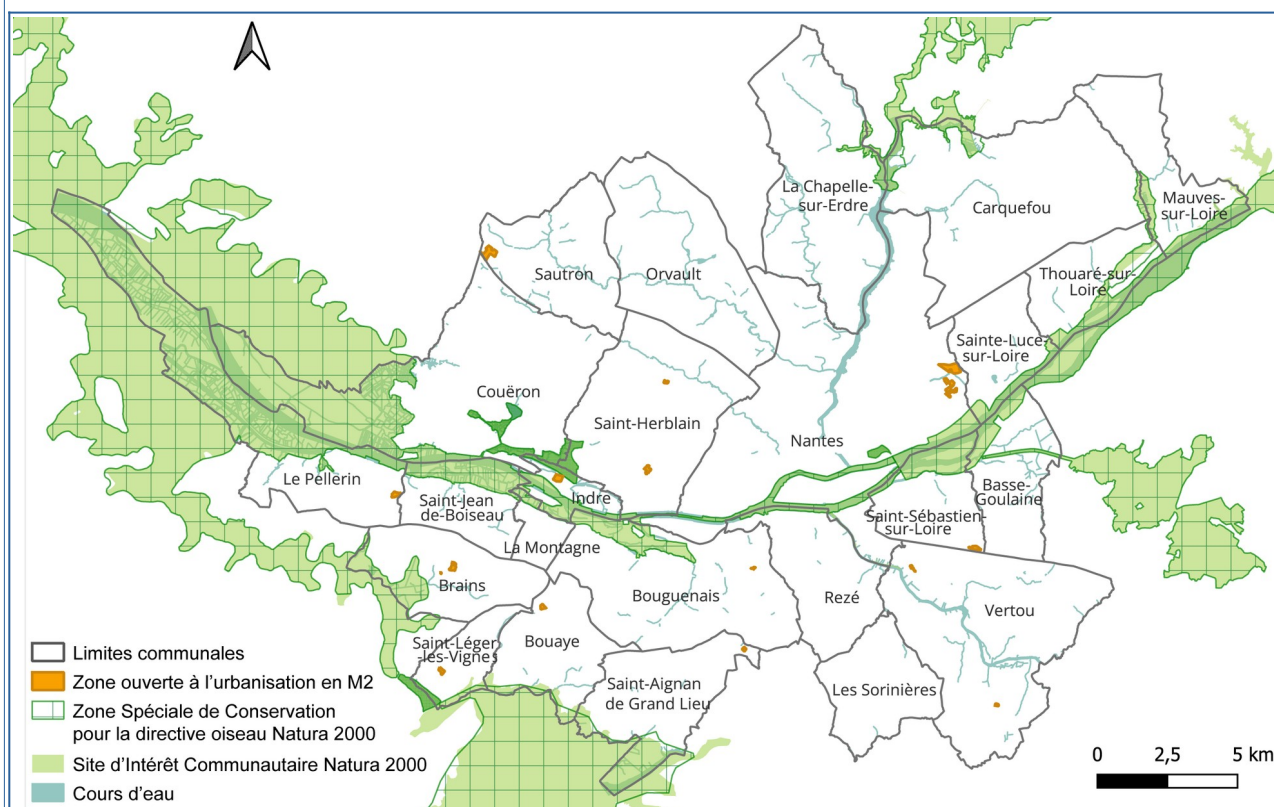 La Chapelle-
sur-Erdre
Carquefou
Mauves-
sur-Loire
Sautron
Orvault
Thouaré-sur-
Loire
Sainte-Luce-
sur-Loire
Couëron
Saint-Herblain
Nantes
Le Pellerin
Saint-Jean
de-Boiseau
Indre
Basse-
Goulaine
Saint-Sébastien-
sur-Loire
La Montagne
Brains
Bouguenais
Rezé
Vertou
Saint-Léger
-les-Vignes
Bouaye
Saint-Aignan
de Grand Lieu
Les Sorinières
Limites communales
Zone ouverte à l'urbanisation en M2
Zone Spéciale de Conservation
pour la directive oiseau Natura 2000
Site d'Intérêt Communautaire Natura 2000
Cours d'eau
0 2,5 5 km